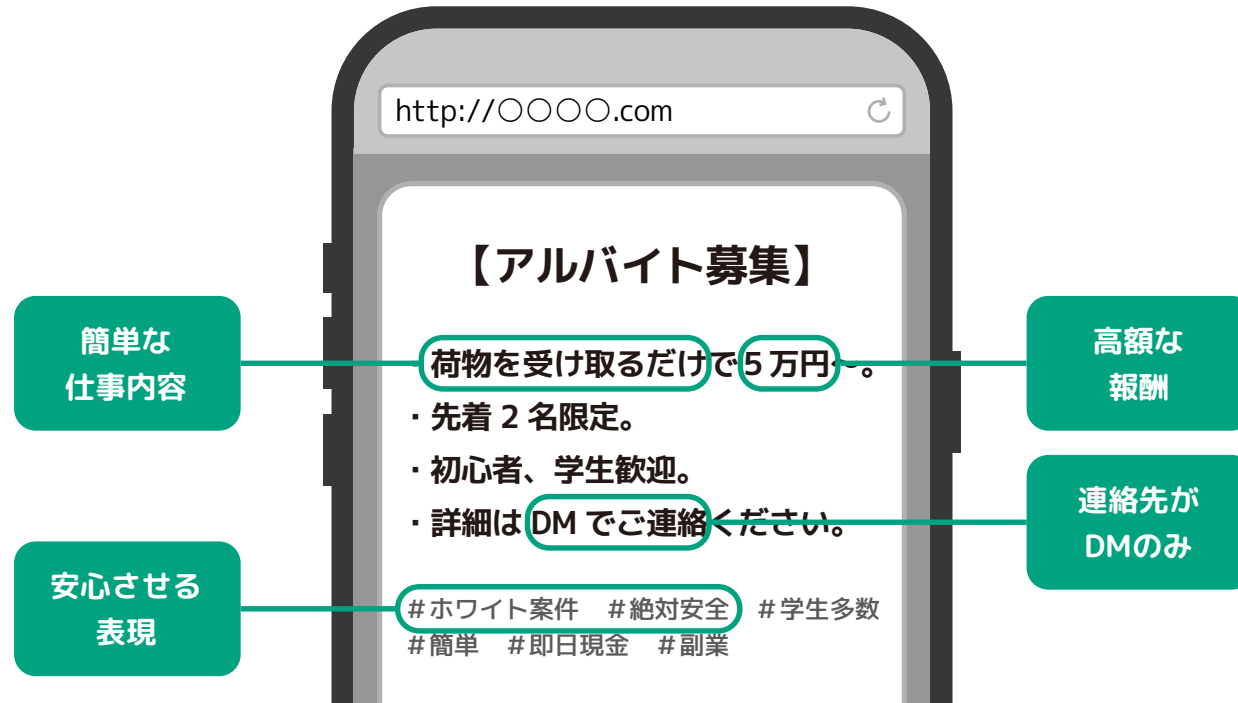 http://○○○○.com
【アルバイト募集】
・荷物を受け取るだけで5万円〜。
・先着2名限定。
・初心者、学生歓迎。
・詳細はDMでご連絡ください。
#ホワイト案件 #絶対安全 #学生多数
#簡単 #即日現金 #副業
簡単な
仕事内容
安心させる
表現
高額な
報酬
連絡先が
DMのみ